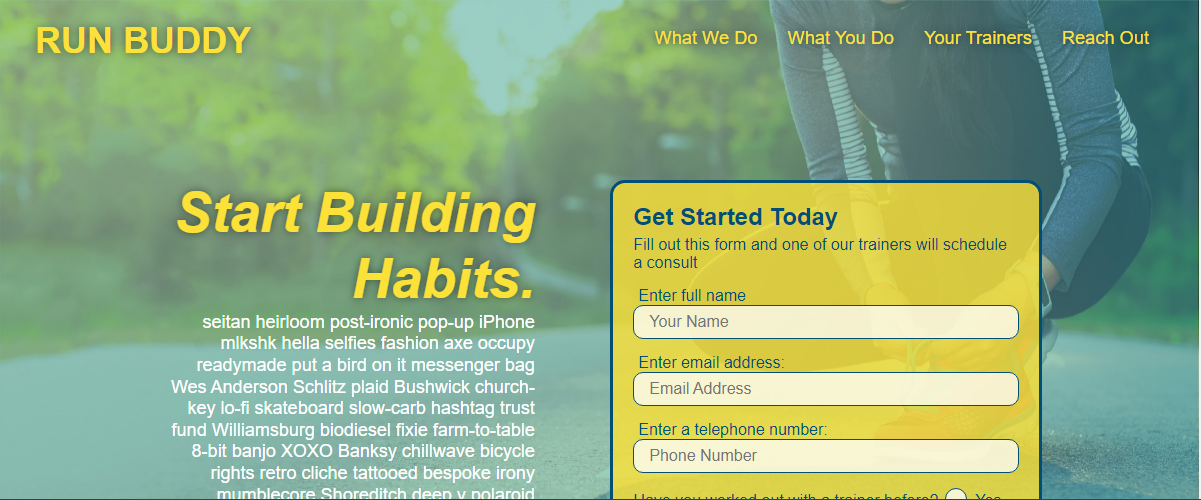 RUN BUDDY
What We Do
What You Do
Your Trainers
Reach Out
Start Building
Habits.
seitan heirloom post-ironic pop-up iPhone
mlkshk hella selfies fashion axe occupy
readymade put a bird on it messenger bag
Wes Anderson Schlitz plaid Bushwick church-
key lo-fi skateboard slow-carb hashtag trust
fund Williamsburg biodiesel fixie farm-to-table
8-bit banjo XOXO Banksy chillwave bicycle
rights retro cliche tattooed bespoke irony
mumblecore Shoreditch deep v polaroid
Get Started Today
Fill out this form and one of our trainers will schedule
a consult
Enter full name
Your Name
Enter email address:
Email Address
Enter a telephone number:
Phone Number
Have you worked out with a trainer before? Yes